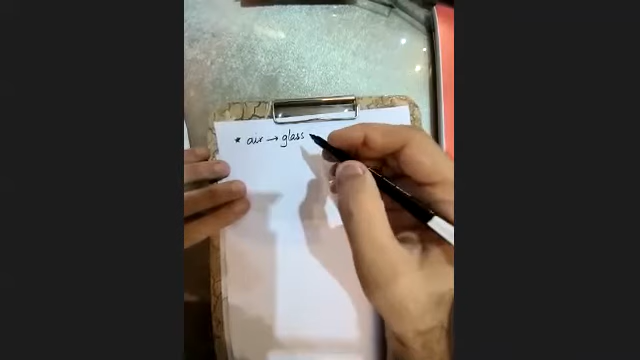 * air → glass